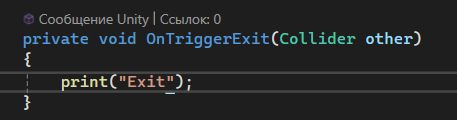 Сообщение Unity | Ссылок: 0
private void OnTriggerExit(Collider other)
{
print("Exit");
}